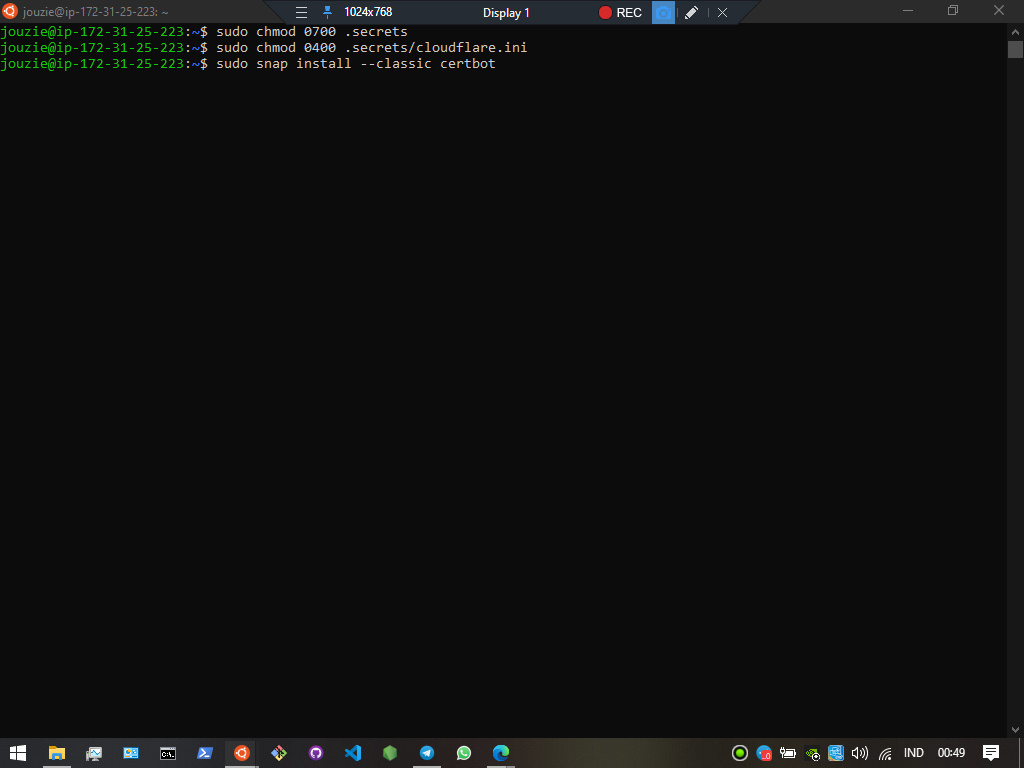 jouzie@ip-172-31-25-223: ~
1024x768
Display 1
REC
jouzie@ip-172-31-25-223:~$ sudo chmod 0700 .secrets
jouzie@ip-172-31-25-223:~$ sudo chmod 0400 .secrets/cloudflare.ini
jouzie@ip-172-31-25-223:~$ sudo snap install --classic certbot
IND
00:49